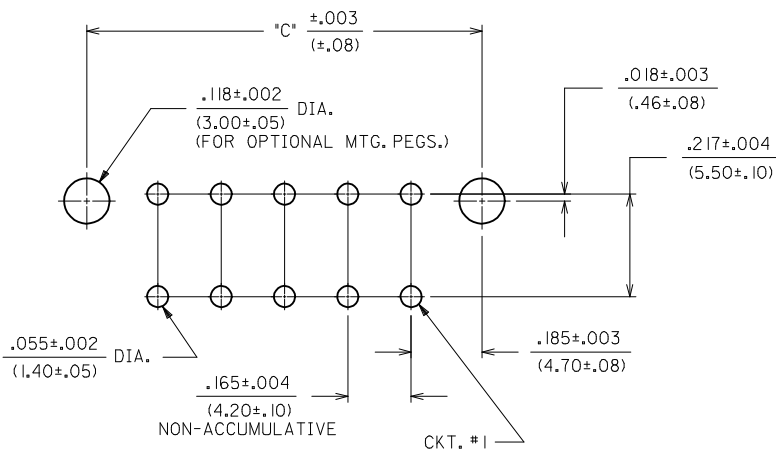 "C" ±.003
(±.08)
.118±.002 DIA.
(3.00±.05)
(FOR OPTIONAL MTG. PEGS.)
.018±.003
(.46±.08)
.217±.004
(5.50±.10)
.055±.002 DIA.
(1.40±.05)
.165±.004
(4.20±.10)
NON-ACCUMULATIVE
.185±.003
(4.70±.08)
CKT. #1